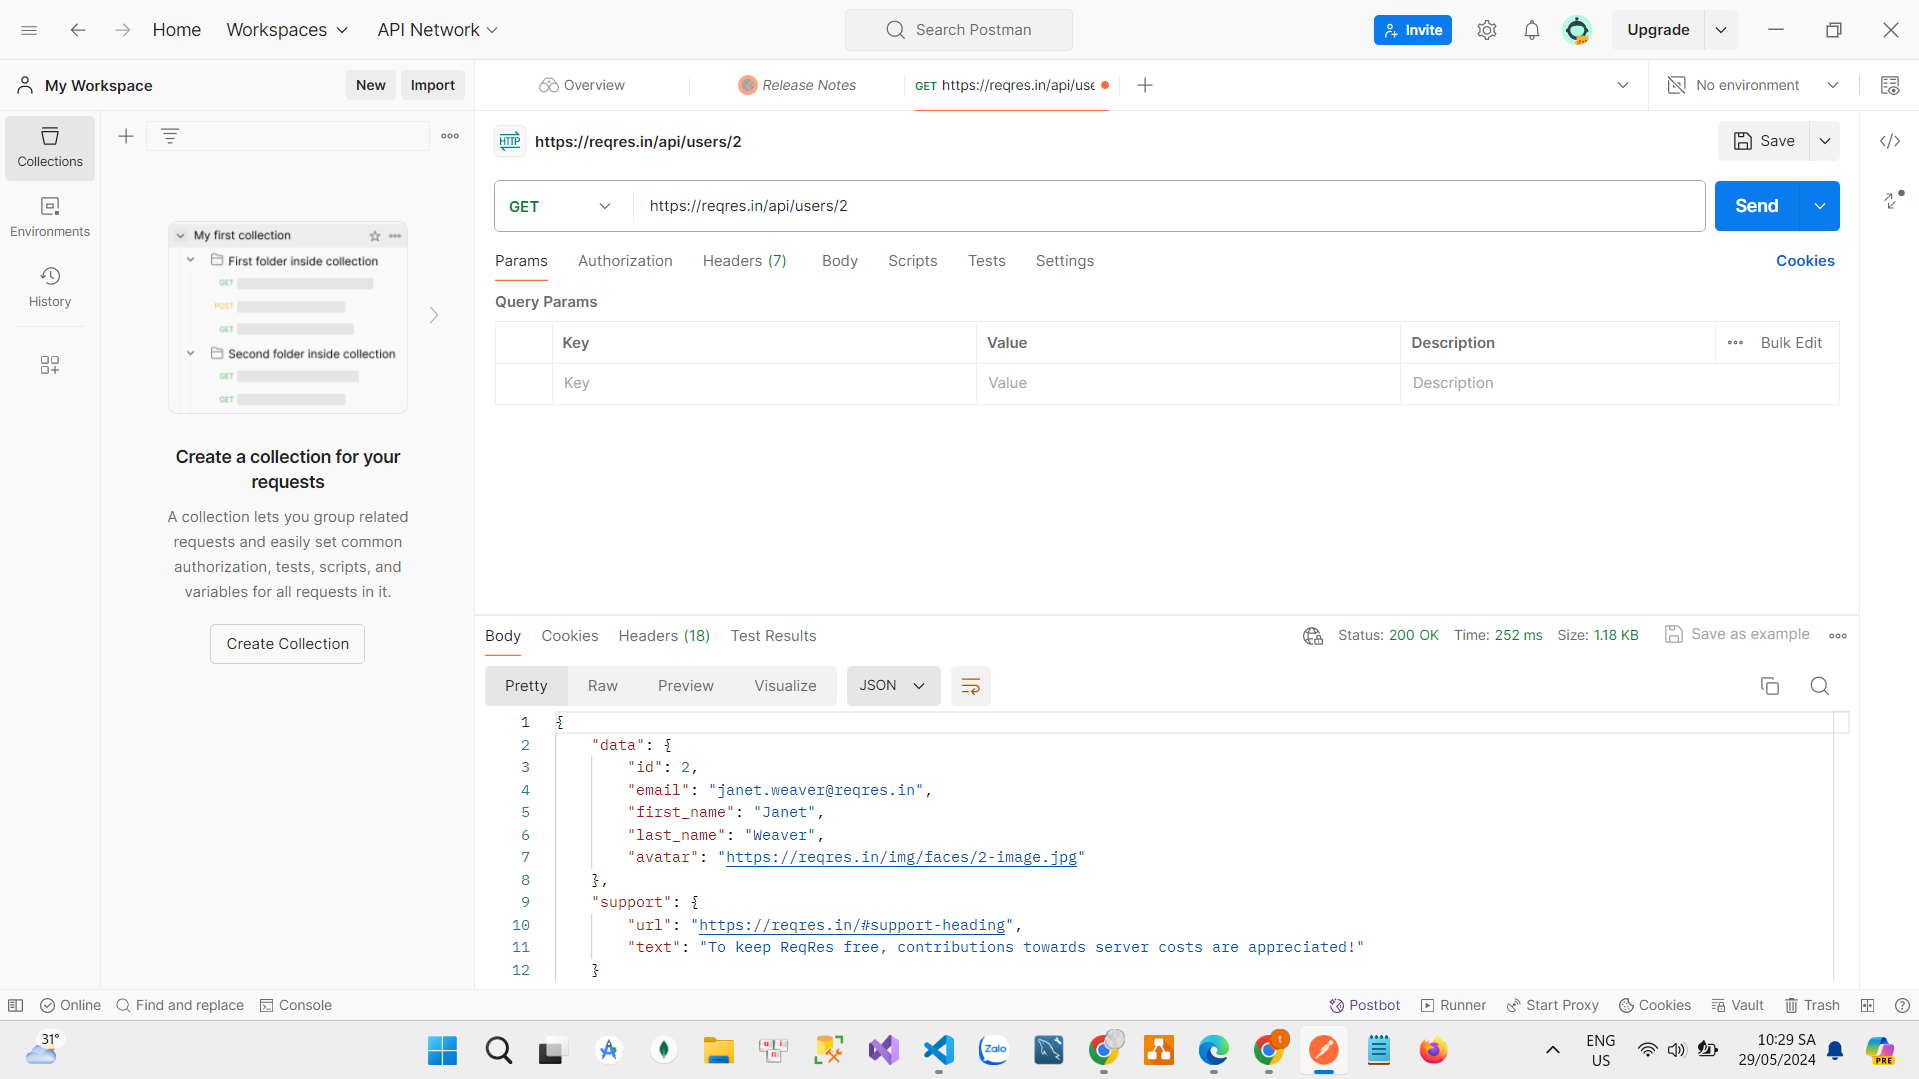 Home Workspaces API Network Search Postman Invite Upgrade
My Workspace New Import Overview Release Notes GET https://reqres.in/api/use No environment
Collections
Environments
History
My first collection
First folder inside collection
GET
POST
GET
Second folder inside collection
GET
GET
Create a collection for your
requests
A collection lets you group related
requests and easily set common
authorization, tests, scripts, and
variables for all requests in it.
Create Collection
HTTP https://reqres.in/api/users/2 Save
GET https://reqres.in/api/users/2 Send
Params Authorization Headers (7) Body Scripts Tests Settings Cookies
Query Params
Key Value Description Bulk Edit
Key Value Description
Body Cookies Headers (18) Test Results Status: 200 OK Time: 252 ms Size: 1.18 KB Save as example
Pretty Raw Preview Visualize JSON
1 {
2 "data": {
3 "id": 2,
4 "email": "janet.weaver@reqres.in",
5 "first_name": "Janet",
6 "last_name": "Weaver",
7 "avatar": "https://reqres.in/img/faces/2-image.jpg"
8 },
9 "support": {
10 "url": "https://reqres.in/#support-heading",
11 "text": "To keep ReqRes free, contributions towards server costs are appreciated!"
12 }
Online Find and replace Console Postbot Runner Start Proxy Cookies Vault Trash
31° Zalo t ENG 10:29 SA
US 29/05/2024 PRE